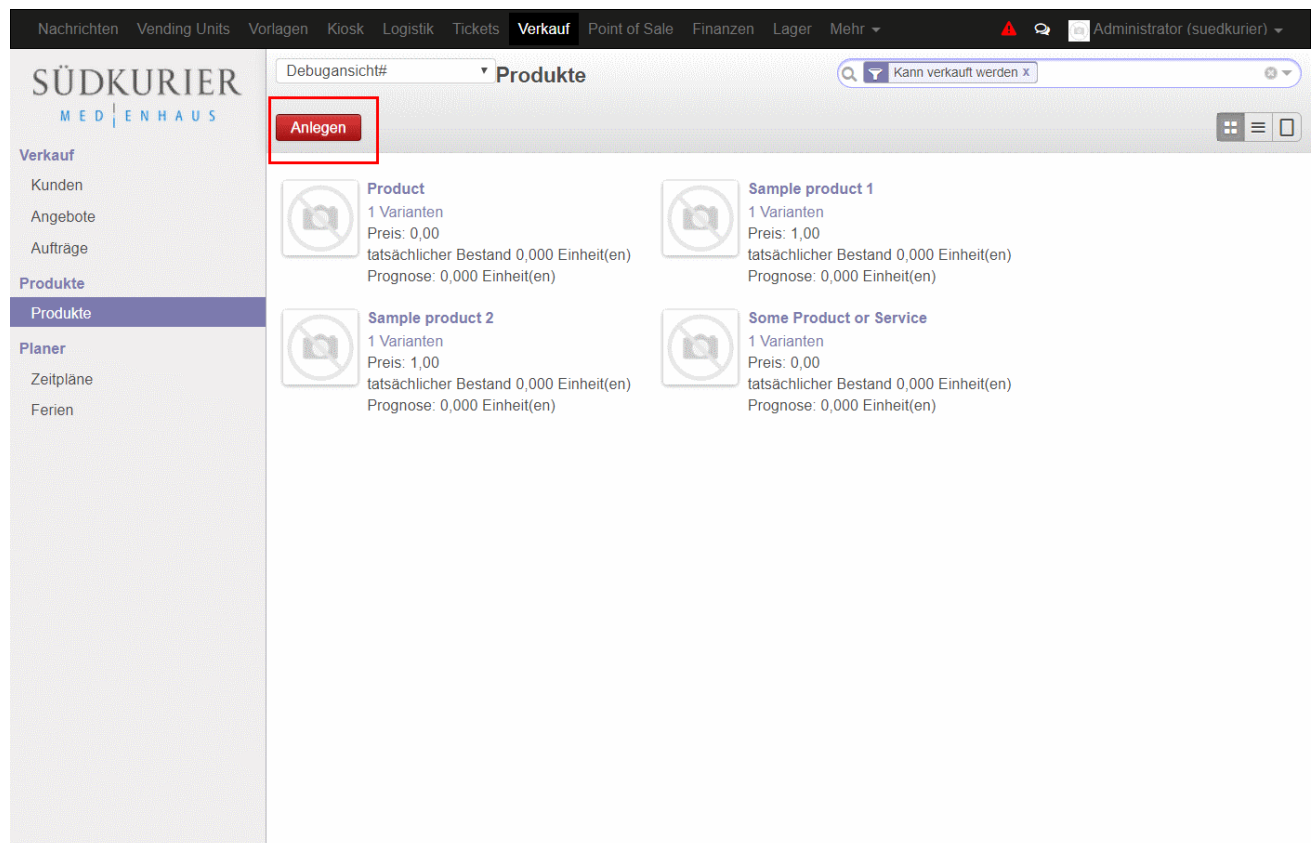 Nachrichten Vending Units Vorlagen Kiosk Logistik Tickets Verkauf Point of Sale Finanzen Lager Mehr Administrator (suedkurier)
SÜDKURIER
MEDIENHAUS
Verkauf
Kunden
Angebote
Aufträge
Produkte
Produkte
Planer
Zeitpläne
Ferien
Debugansicht# Produkte Kann verkauft werden x
Anlegen
Product
1 Varianten
Preis: 0,00
tatsächlicher Bestand 0,000 Einheit(en)
Prognose: 0,000 Einheit(en)
Sample product 1
1 Varianten
Preis: 1,00
tatsächlicher Bestand 0,000 Einheit(en)
Prognose: 0,000 Einheit(en)
Sample product 2
1 Varianten
Preis: 1,00
tatsächlicher Bestand 0,000 Einheit(en)
Prognose: 0,000 Einheit(en)
Some Product or Service
1 Varianten
Preis: 0,00
tatsächlicher Bestand 0,000 Einheit(en)
Prognose: 0,000 Einheit(en)